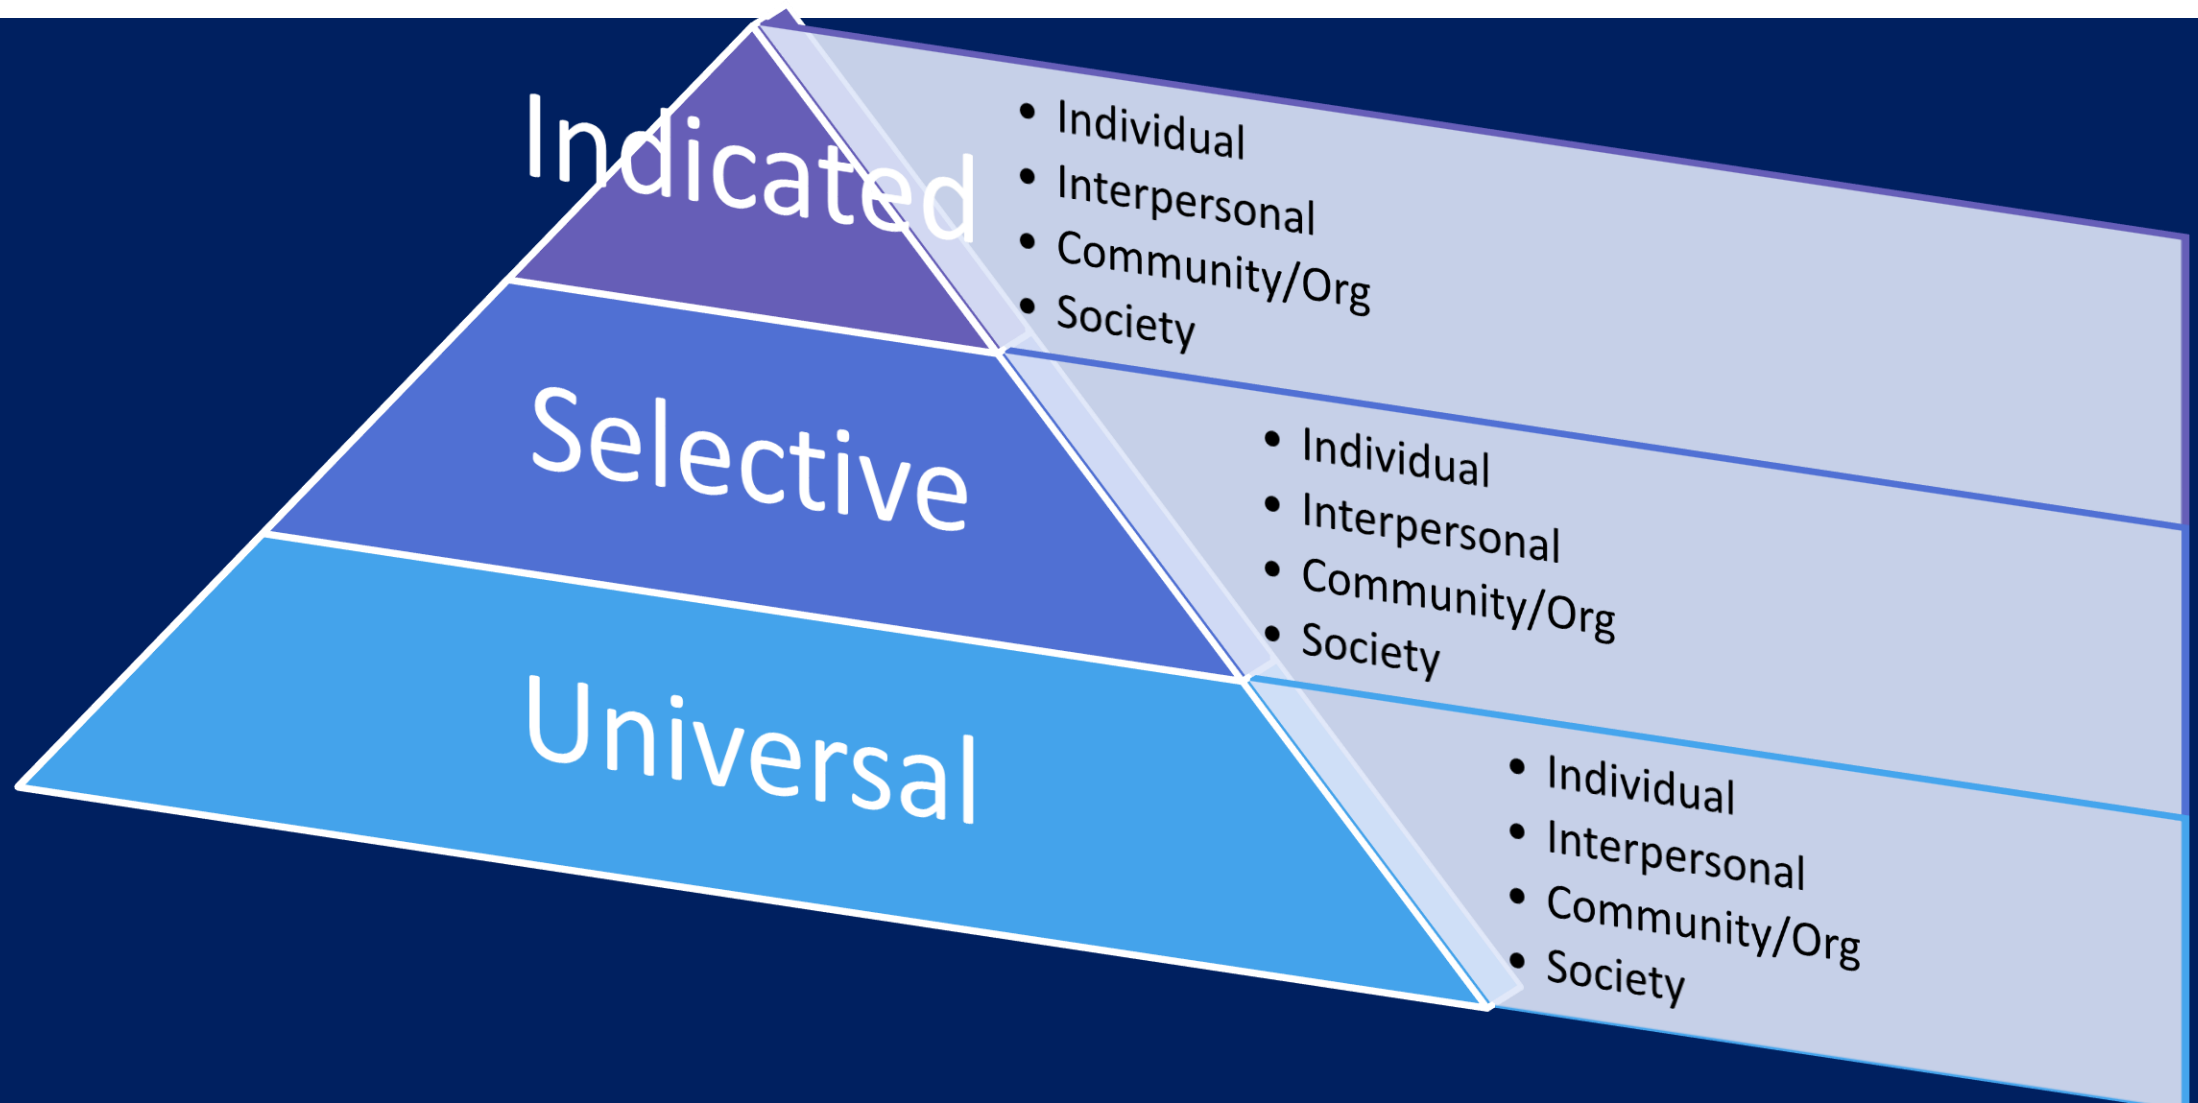 Indicated
• Individual
• Interpersonal
• Community/Org
• Society
Selective
• Individual
• Interpersonal
• Community/Org
• Society
Universal
• Individual
• Interpersonal
• Community/Org
• Society